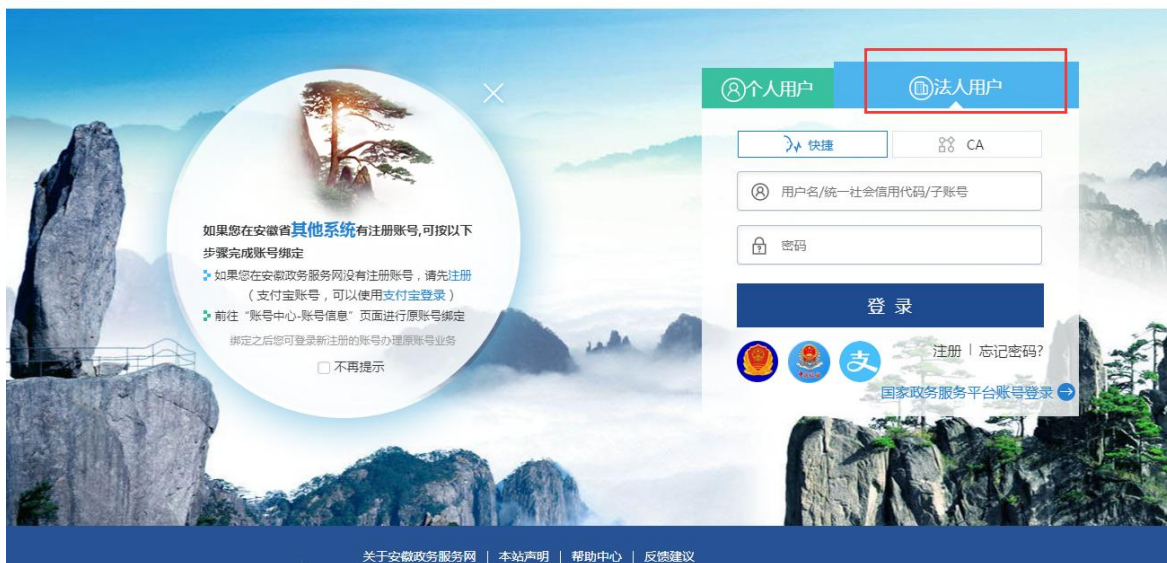 如果您在安徽省其他系统有注册账号,可按以下
步骤完成账号绑定
如果您在安徽政务服务网没有注册账号，请先注册
（支付宝账号，可以使用支付宝登录）
前往“账号中心-账号信息”页面进行原账号绑定
绑定之后您可登录新注册的账号办理原账号业务
不再提示
个人用户
法人用户
快捷
CA
用户名/统一社会信用代码/子账号
密码
登 录
支
注册 | 忘记密码?
国家政务服务平台账号登录
关于安徽政务服务网 | 本站声明 | 帮助中心 | 反馈建议